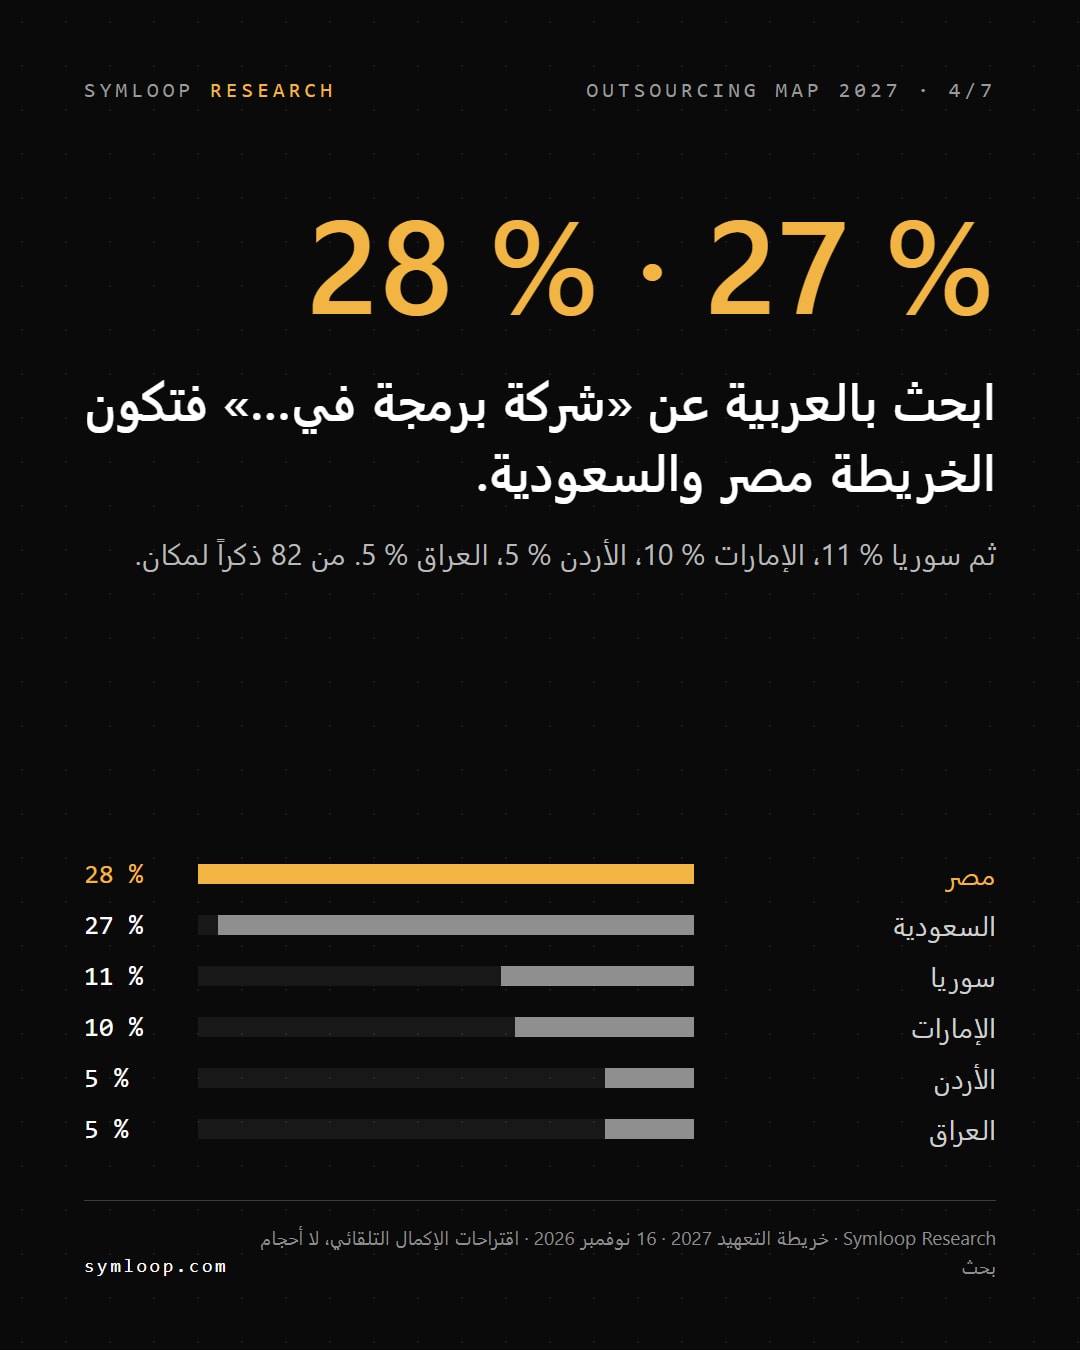 SYMLOOP RESEARCH
OUTSOURCING MAP 2027 · 4/7
28 % · 27 %
ابحث بالعربية عن «شركة برمجة في...» فتكون
الخريطة مصر والسعودية.
ثم سوريا 11 %، الإمارات 10 %، الأردن 5 %، العراق 5 %. من 82 ذكراً لمكان.
مصر 28 %
السعودية 27 %
سوريا 11 %
الإمارات 10 %
الأردن 5 %
العراق 5 %
Symloop Research · خريطة التعهيد 2027 · 16 نوفمبر 2026 · اقتراحات الإكمال التلقائي، لا أحجام
بحث
symloop.com